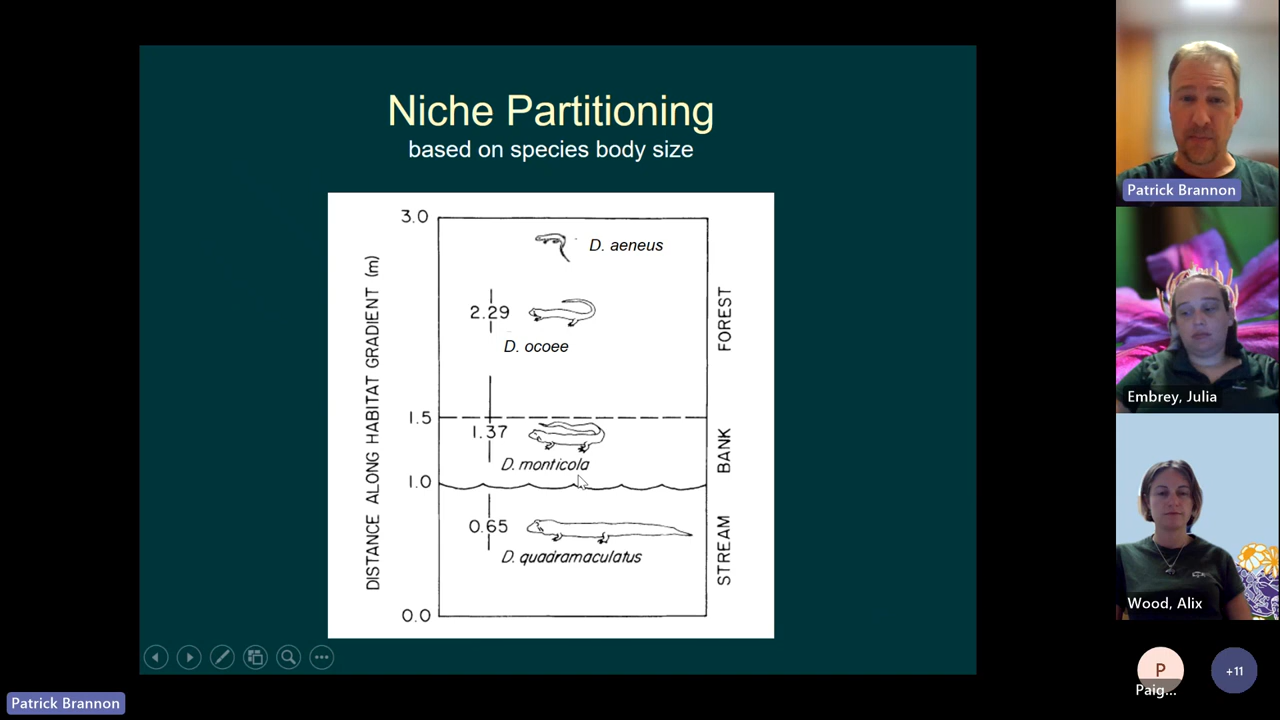 Niche Partitioning
based on species body size
DISTANCE ALONG HABITAT GRADIENT (m)
3.0
D. aeneus
2.29
D. ocoee
FOREST
1.5
1.37
D. monticola
BANK
1.0
0.65
D. quadramaculatus
STREAM
0.0
Patrick Brannon
Patrick Brannon
Embrey, Julia
Wood, Alix
P
Paig...
+11